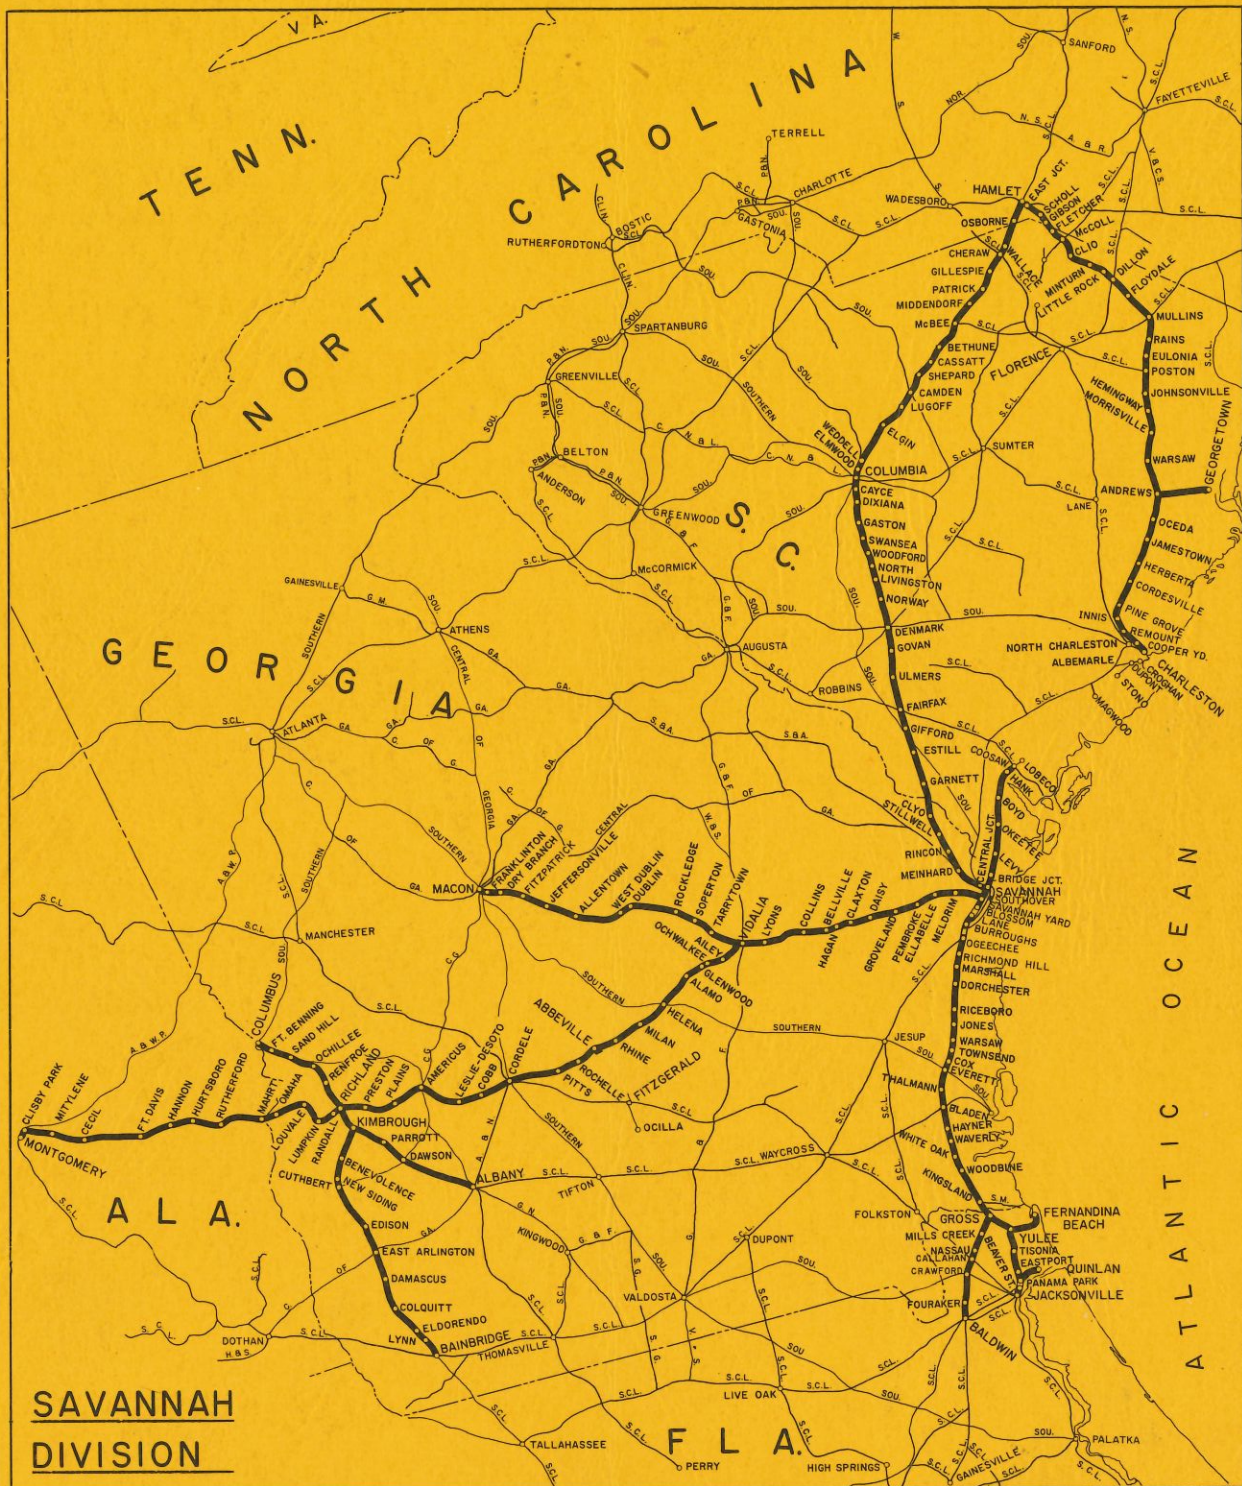 VA.
TENN.
NORTH CAROLINA
S. C.
GEORGIA
ALA.
FLA.
ATLANTIC OCEAN
SANFORD
FAYETTEVILLE
TERRELL
CHARLOTTE
GASTONIA
BOSTIC
RUTHERFORDTON
WADESBORO
HAMLET
EAST JCT.
SCHOLL
GIBSON
FLETCHER
McCOLL
CLIO
MINTURN
LITTLE ROCK
DILLON
FLOYDALE
MULLINS
RAINS
EULONIA
POSTON
JOHNSONVILLE
HEMINGWAY
MORRISVILLE
WARSAW
ANDREWS
GEORGETOWN
OCEDA
JAMESTOWN
HERBERTA
CORDESVILLE
PINE GROVE
INNIS
REMOUNT
COOPER YD.
NORTH CHARLESTON
CHARLESTON
ALBEMARLE
CROGHAN
DUPONT
STONO
MAGWOOD
OSBORNE
WALLACE
CHERAW
GILLESPIE
PATRICK
MIDDENDORF
McBEE
BETHUNE
CASSATT
SHEPARD
CAMDEN
LUGOFF
ELGIN
WEDDELL
ELMWOOD
COLUMBIA
CAYCE
DIXIANA
GASTON
SWANSEA
WOODFORD
NORTH
LIVINGSTON
NORWAY
DENMARK
GOVAN
ULMERS
FAIRFAX
GIFFORD
ESTILL
GARNETT
CLYO
STILLWELL
RINCON
MEINHARD
FLORENCE
SUMTER
LANE
SPARTANBURG
GREENVILLE
BELTON
ANDERSON
GREENWOOD
McCORMICK
GAINESVILLE
ATHENS
AUGUSTA
ROBBINS
ATLANTA
COOSAW
LOBECO
HANK
BOYD
OKEETEE
LEVY
CENTRAL JCT.
BRIDGE JCT.
SAVANNAH
SOUTHOVER
SAVANNAH YARD
BLOSSOM
LANE
BURROUGHS
OGEECHEE
RICHMOND HILL
MARSHALL
DORCHESTER
RICEBORO
JONES
WARSAW
TOWNSEND
COX
EVERETT
THALMANN
BLADEN
HAYNER
WAVERLY
WHITE OAK
WOODBINE
KINGSLAND
GROSS
FERNANDINA
BEACH
YULEE
TISONIA
EASTPORT
QUINLAN
PANAMA PARK
JACKSONVILLE
BEAVER ST.
MILLS CREEK
NASSAU
CALLAHAN
CRAWFORD
FOURAKER
BALDWIN
MACON
FRANKLINTON
DRY BRANCH
FITZPATRICK
JEFFERSONVILLE
ALLENTOWN
WEST DUBLIN
DUBLIN
ROCKLEDGE
SOPERTON
TARRYTOWN
VIDALIA
LYONS
COLLINS
HAGAN
BELLVILLE
CLAXTON
DAISY
GROVELAND
PEMBROKE
ELLABELLE
MELDRIM
AILEY
OCHWALKEE
GLENWOOD
ALAMO
HELENA
MILAN
RHINE
ABBEVILLE
ROCHELLE
PITTS
FITZGERALD
OCILLA
CORDELE
COBB
LESLIE-DESOTO
AMERICUS
PLAINS
PRESTON
RICHLAND
RENFROE
OCHILLEE
SAND HILL
FT. BENNING
COLUMBUS
MANCHESTER
RANDALL
LUMPKIN
LOUVALE
OMAHA
MAHRT
RUTHERFORD
HURTSBORO
HANNON
FT. DAVIS
CECIL
MITYLENE
CLISBY PARK
MONTGOMERY
KIMBROUGH
PARROTT
DAWSON
ALBANY
BENEVOLENCE
CUTHBERT
NEW SIDING
EDISON
EAST ARLINGTON
DAMASCUS
COLQUITT
ELDORENDO
LYNN
BAINBRIDGE
DOTHAN
THOMASVILLE
KINGWOOD
TIFTON
WAYCROSS
JESUP
FOLKSTON
DUPONT
VALDOSTA
LIVE OAK
TALLAHASSEE
PERRY
HIGH SPRINGS
GAINESVILLE
PALATKA
SAVANNAH
DIVISION